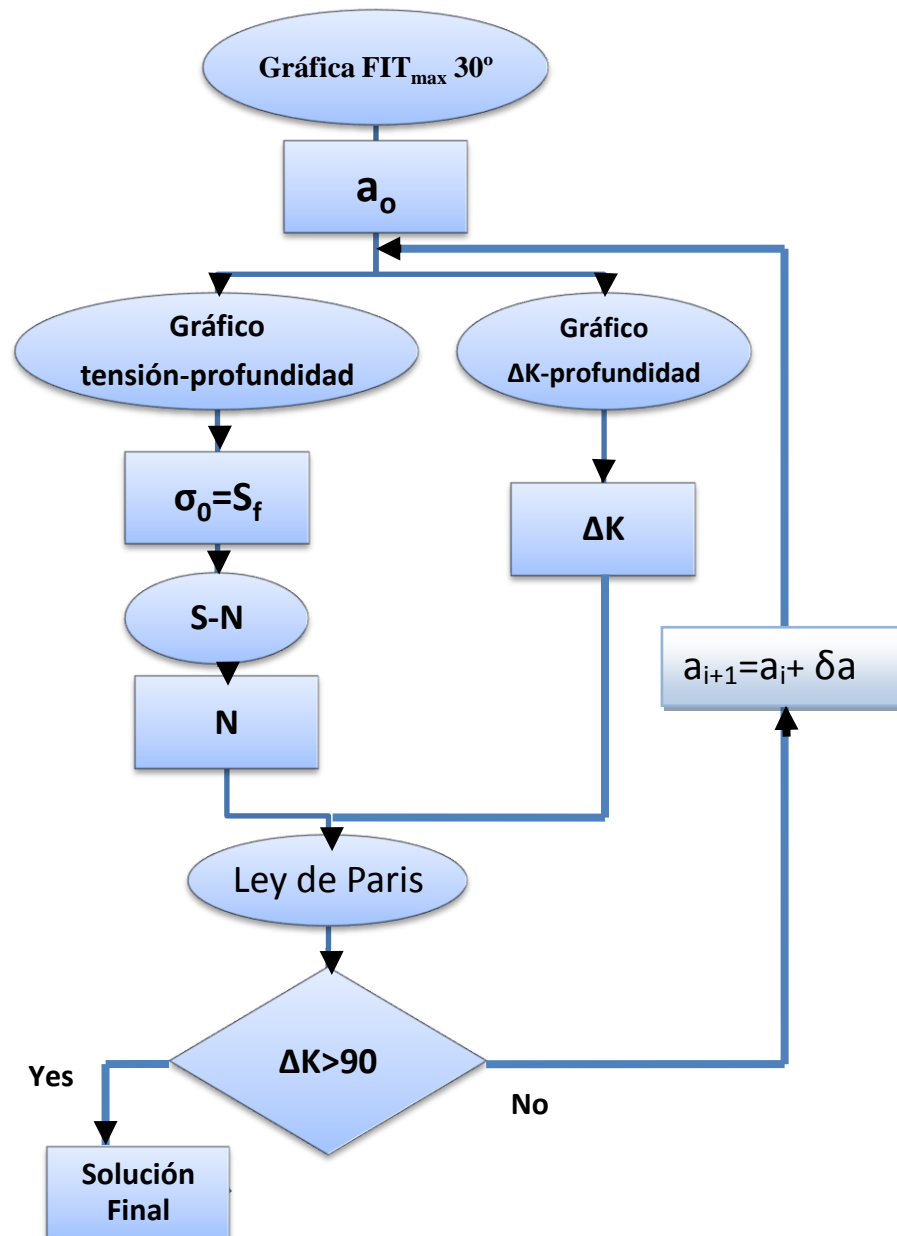 Gráfica FITmax 30º
ao
Gráfico
tensión-profundidad
Gráfico
ΔK-profundidad
σ0=Sf
ΔK
S-N
N
ai+1=ai+ δa
Ley de Paris
ΔK>90
Yes
No
Solución
Final